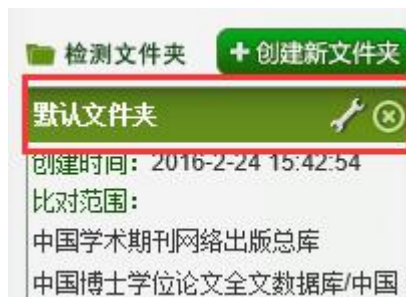 检测文件夹 + 创建新文件夹
默认文件夹
创建时间：2016-2-24 15:42:54
比对范围：
中国学术期刊网络出版总库
中国博士学位论文全文数据库/中国